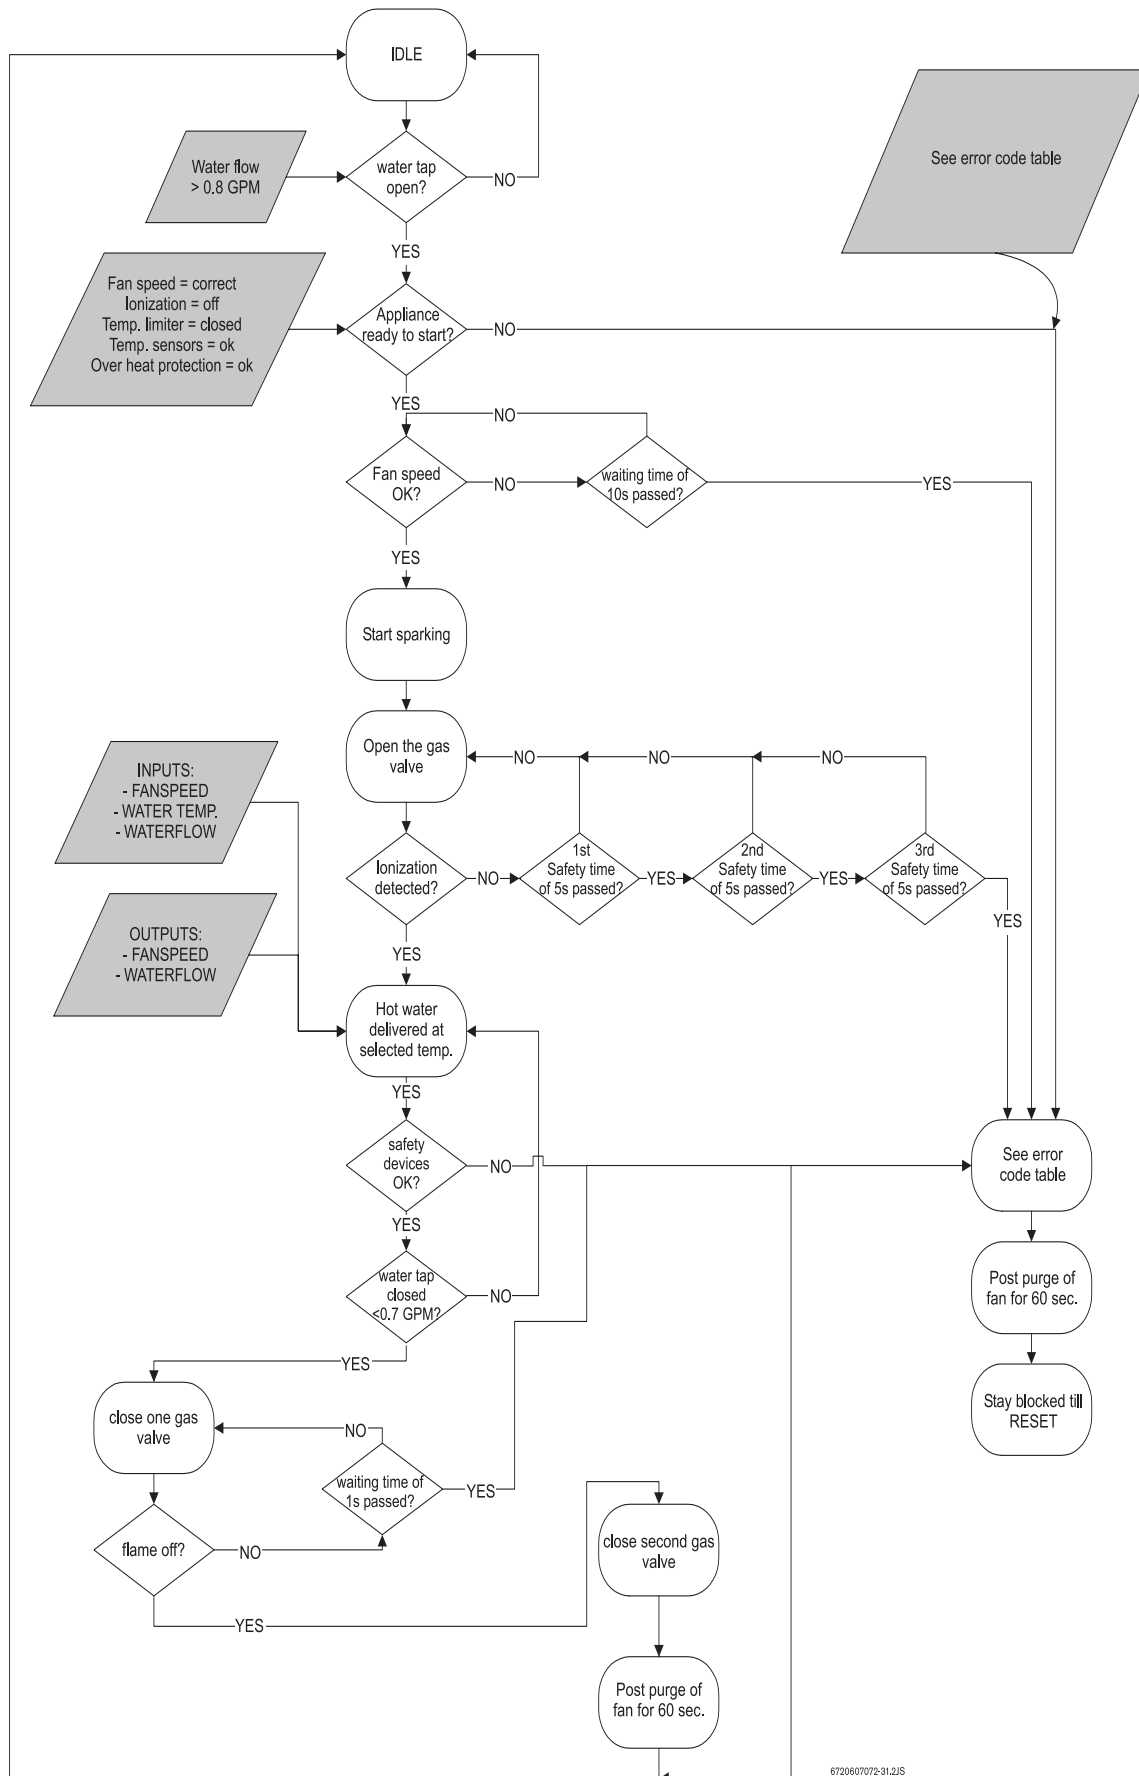 IDLE
Water flow
> 0.8 GPM
water tap
open?
NO
See error code table
YES
Fan speed = correct
Ionization = off
Temp. limiter = closed
Temp. sensors = ok
Over heat protection = ok
Appliance
ready to start?
NO
YES
NO
Fan speed
OK?
NO
waiting time of
10s passed?
YES
YES
Start sparking
Open the gas
valve
NO
NO
NO
INPUTS:
- FANSPEED
- WATER TEMP.
- WATERFLOW
Ionization
detected?
NO
1st
Safety time
of 5s passed?
YES
2nd
Safety time
of 5s passed?
YES
3rd
Safety time
of 5s passed?
YES
OUTPUTS:
- FANSPEED
- WATERFLOW
YES
Hot water
delivered at
selected temp.
YES
safety
devices
OK?
NO
See error
code table
YES
water tap
closed
<0.7 GPM?
NO
Post purge of
fan for 60 sec.
YES
Stay blocked till
RESET
close one gas
valve
NO
waiting time of
1s passed?
YES
flame off?
NO
close second gas
valve
YES
Post purge of
fan for 60 sec.
6720607072-31.2JS